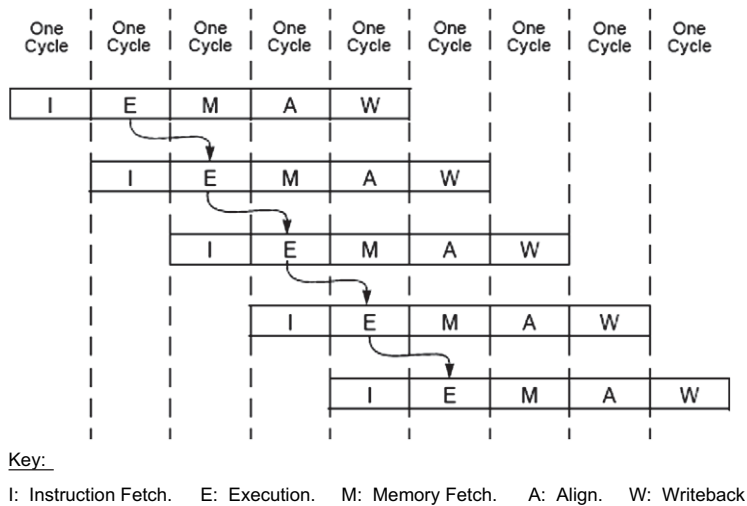 One One One One One One One One One
Cycle Cycle Cycle Cycle Cycle Cycle Cycle Cycle Cycle
I E M A W
I E M A W
I E M A W
I E M A W
I E M A W
Key:
I: Instruction Fetch. E: Execution. M: Memory Fetch. A: Align. W: Writeback